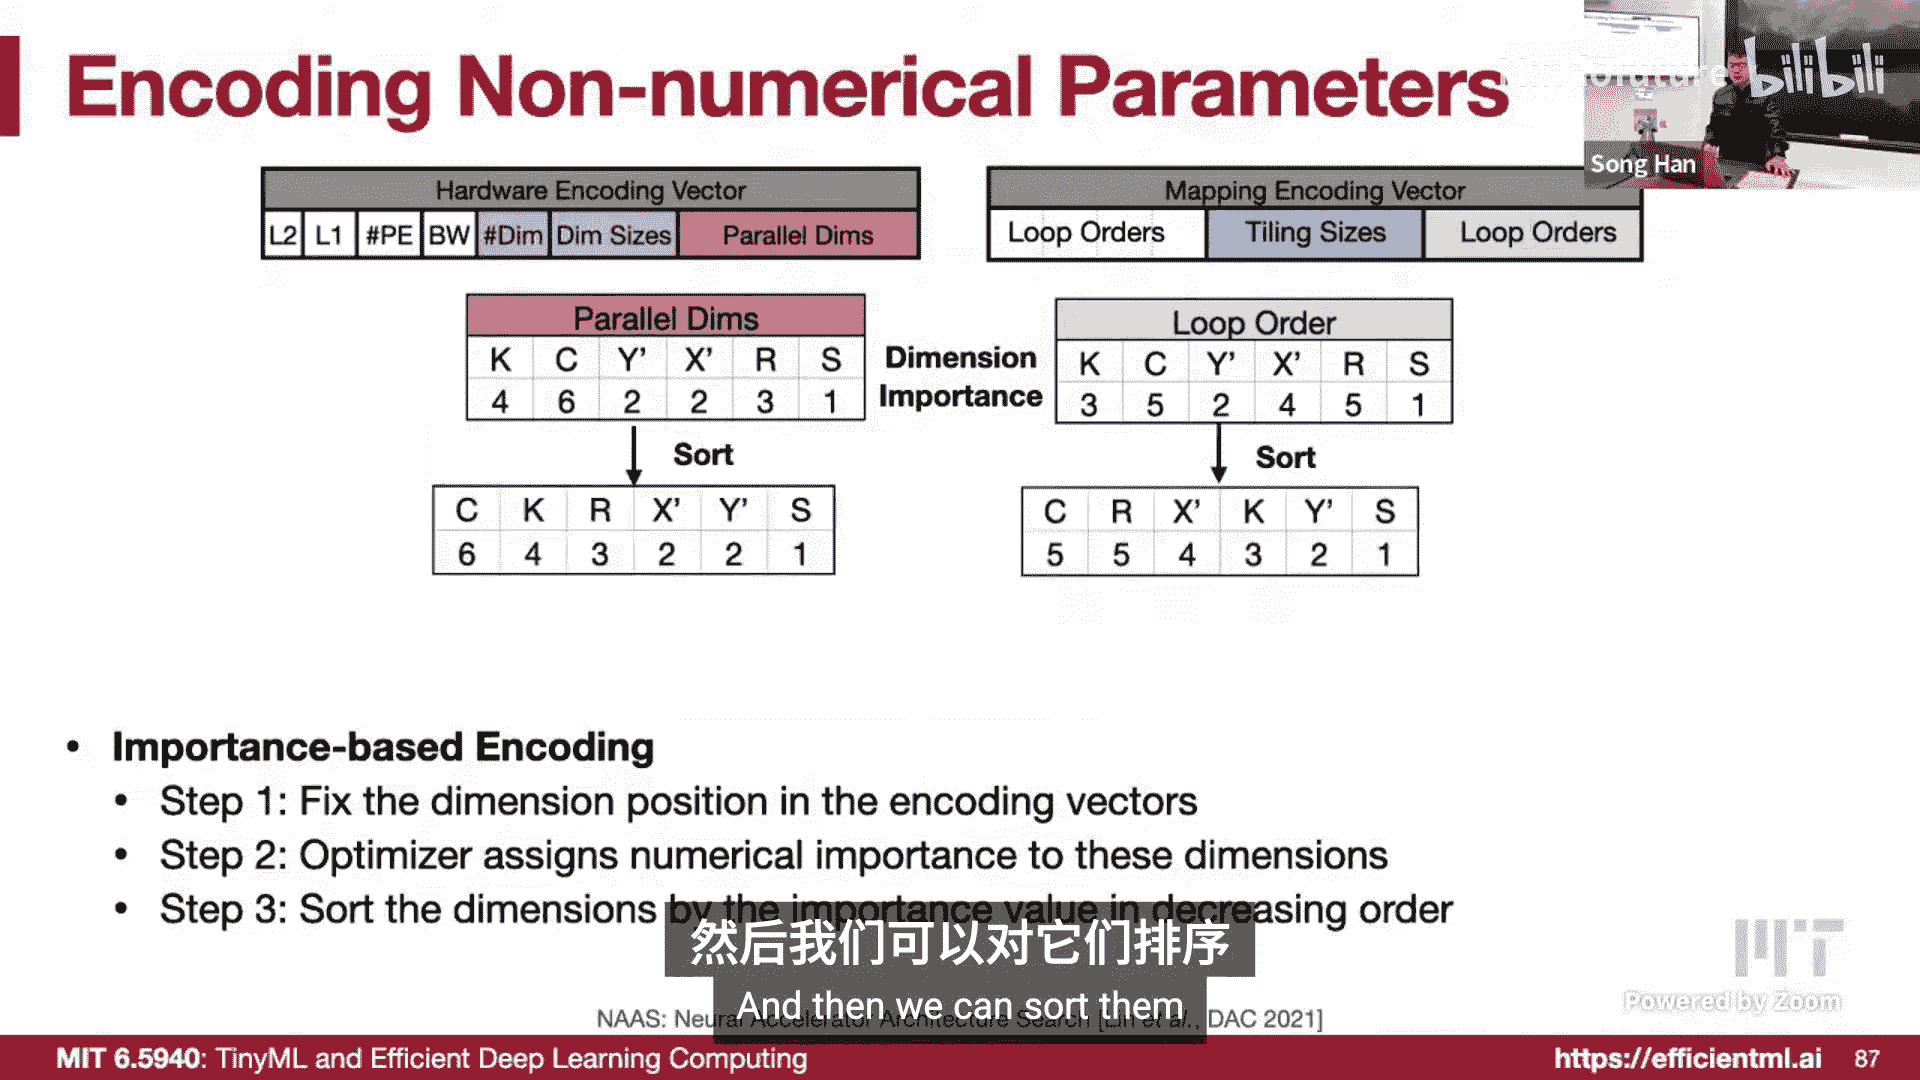 Encoding Non-numerical Parameters
bilibili
Song Han
Hardware Encoding Vector
L2 L1 #PE BW #Dim Dim Sizes Parallel Dims
Mapping Encoding Vector
Loop Orders Tiling Sizes Loop Orders
Parallel Dims
K C Y' X' R S
4 6 2 2 3 1
Dimension
Importance
Loop Order
K C Y' X' R S
3 5 2 4 5 1
Sort
Sort
C K R X' Y' S
6 4 3 2 2 1
C R X' K Y' S
5 5 4 3 2 1
• Importance-based Encoding
• Step 1: Fix the dimension position in the encoding vectors
• Step 2: Optimizer assigns numerical importance to these dimensions
• Step 3: Sort the dimensions by the importance value in decreasing order
然后我们可以对它们排序
And then we can sort them
NAAS: Neural Accelerator Architecture Search [Lin et al., DAC 2021]
MIT
Powered by Zoom
MIT 6.5940: TinyML and Efficient Deep Learning Computing
https://efficientml.ai 87